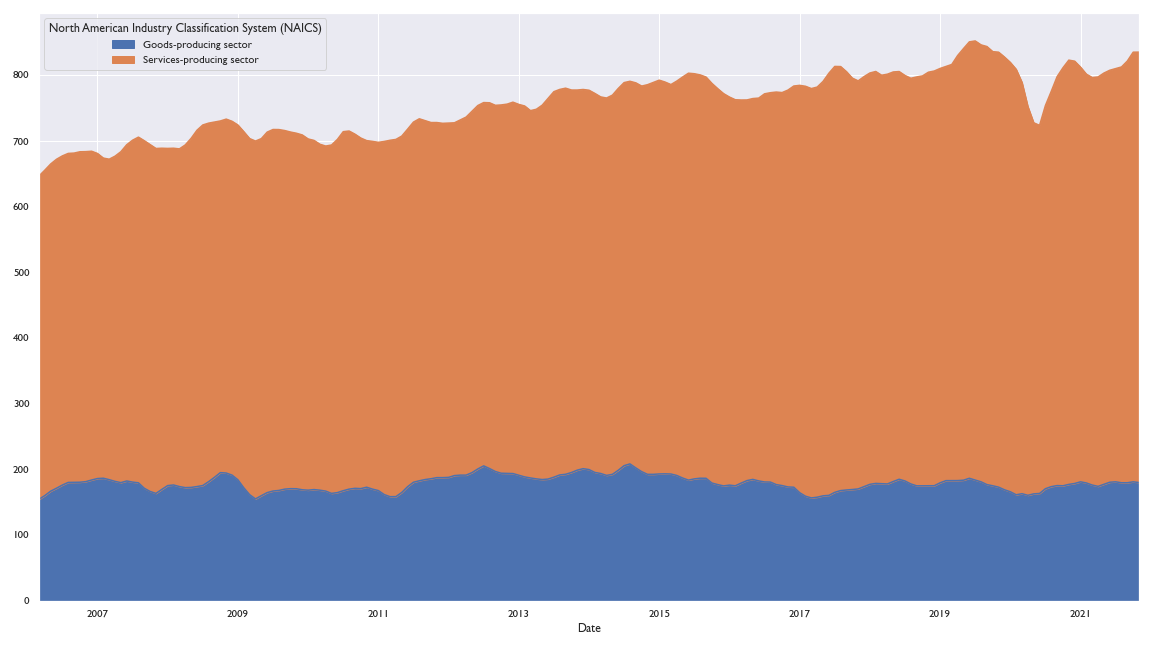 North American Industry Classification System (NAICS)
Goods-producing sector
Services-producing sector
800
700
600
500
400
300
200
100
0
2007 2009 2011 2013 2015 2017 2019 2021
Date